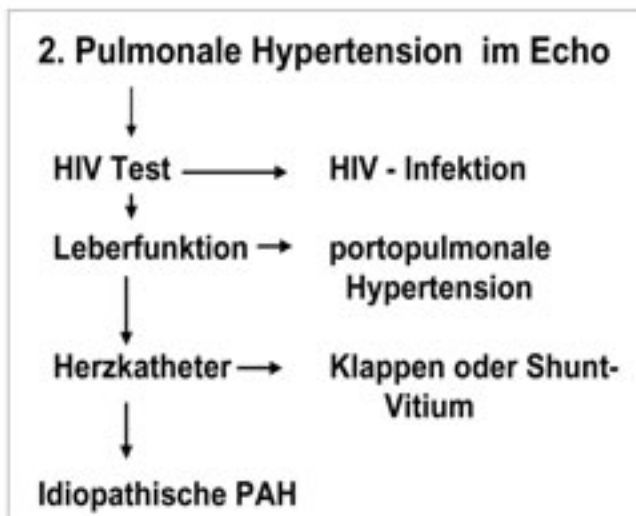 2. Pulmonale Hypertension im Echo
HIV Test HIV - Infektion
Leberfunktion portopulmonale
Hypertension
Herzkatheter Klappen oder Shunt-
Vitium
Idiopathische PAH